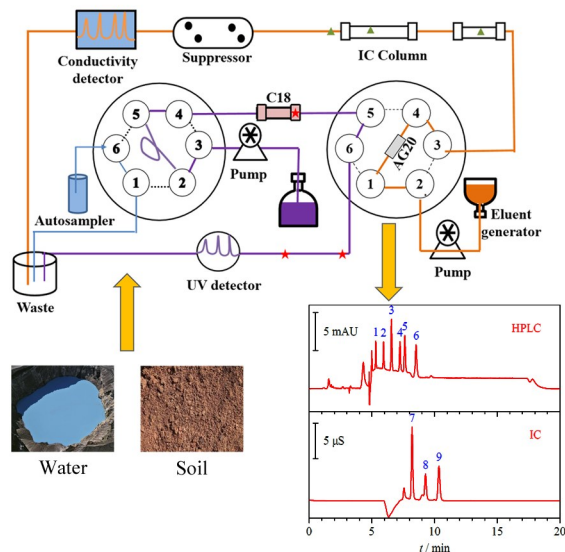 Conductivity
detector
Suppressor
IC Column
C18
5
4
6
3
1
2
Pump
Autosampler
5
4
6
3
1
2
AG20
Eluent
generator
Pump
UV detector
Waste
Water
Soil
5 mAU
HPLC
1
2
3
4
5
6
5 μS
IC
7
8
9
0
5
10
15
20
t / min